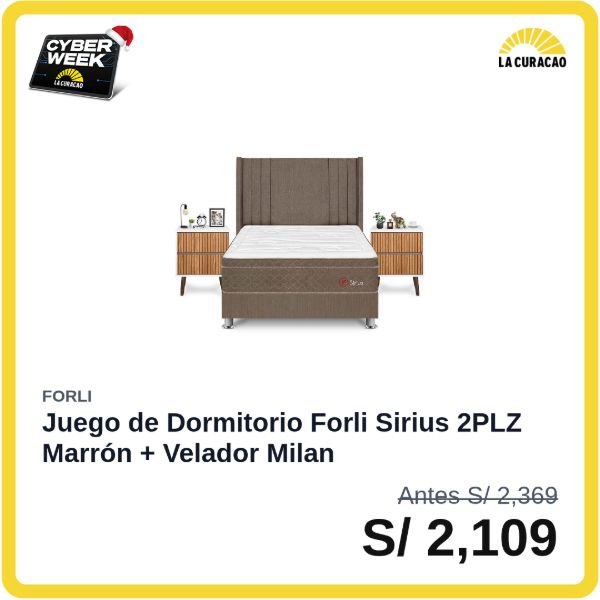 CYBER
WEEK
LA CURACAO
LA CURACAO
Sirius
FORLI
Juego de Dormitorio Forli Sirius 2PLZ
Marrón + Velador Milan
Antes S/ 2,369
S/ 2,109